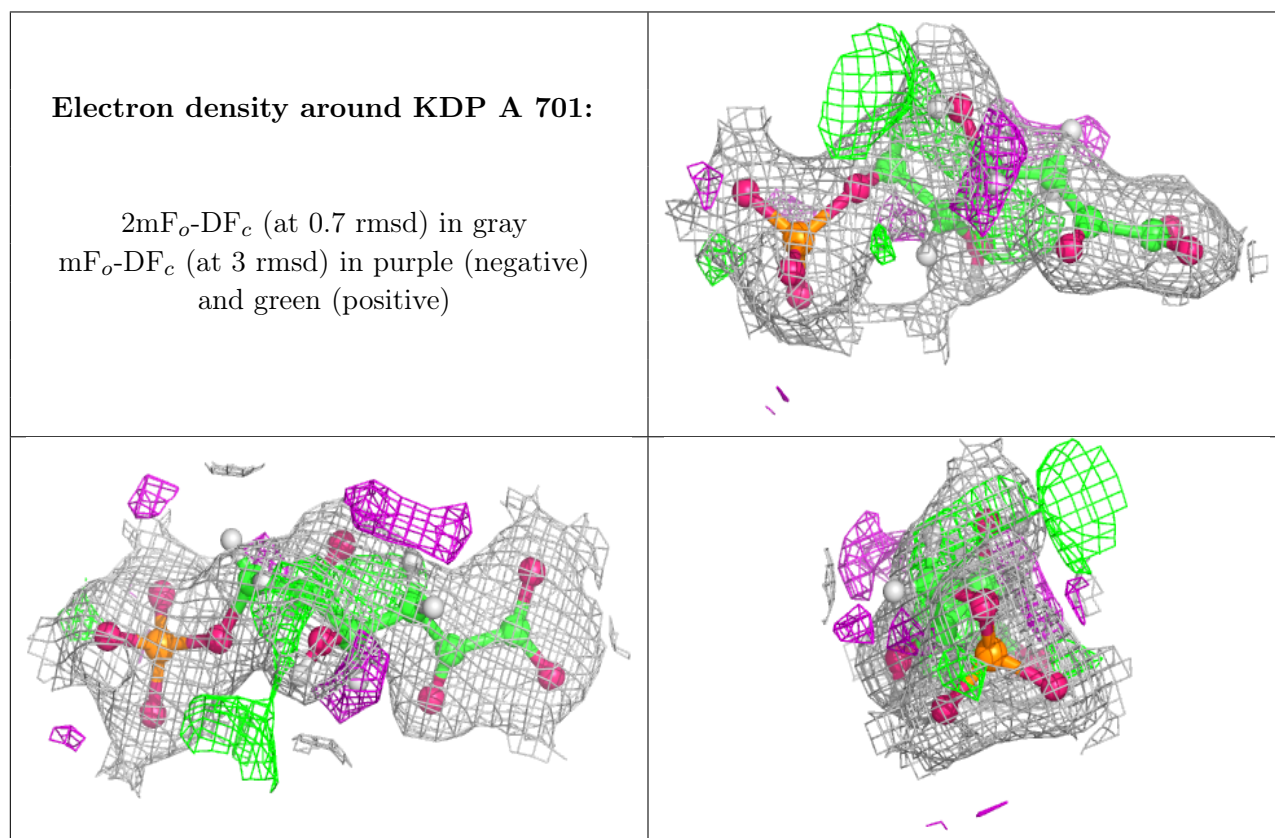 Electron density around KDP A 701:
2mFₒ-DF𝒸 (at 0.7 rmsd) in gray
mFₒ-DF𝒸 (at 3 rmsd) in purple (negative)
and green (positive)